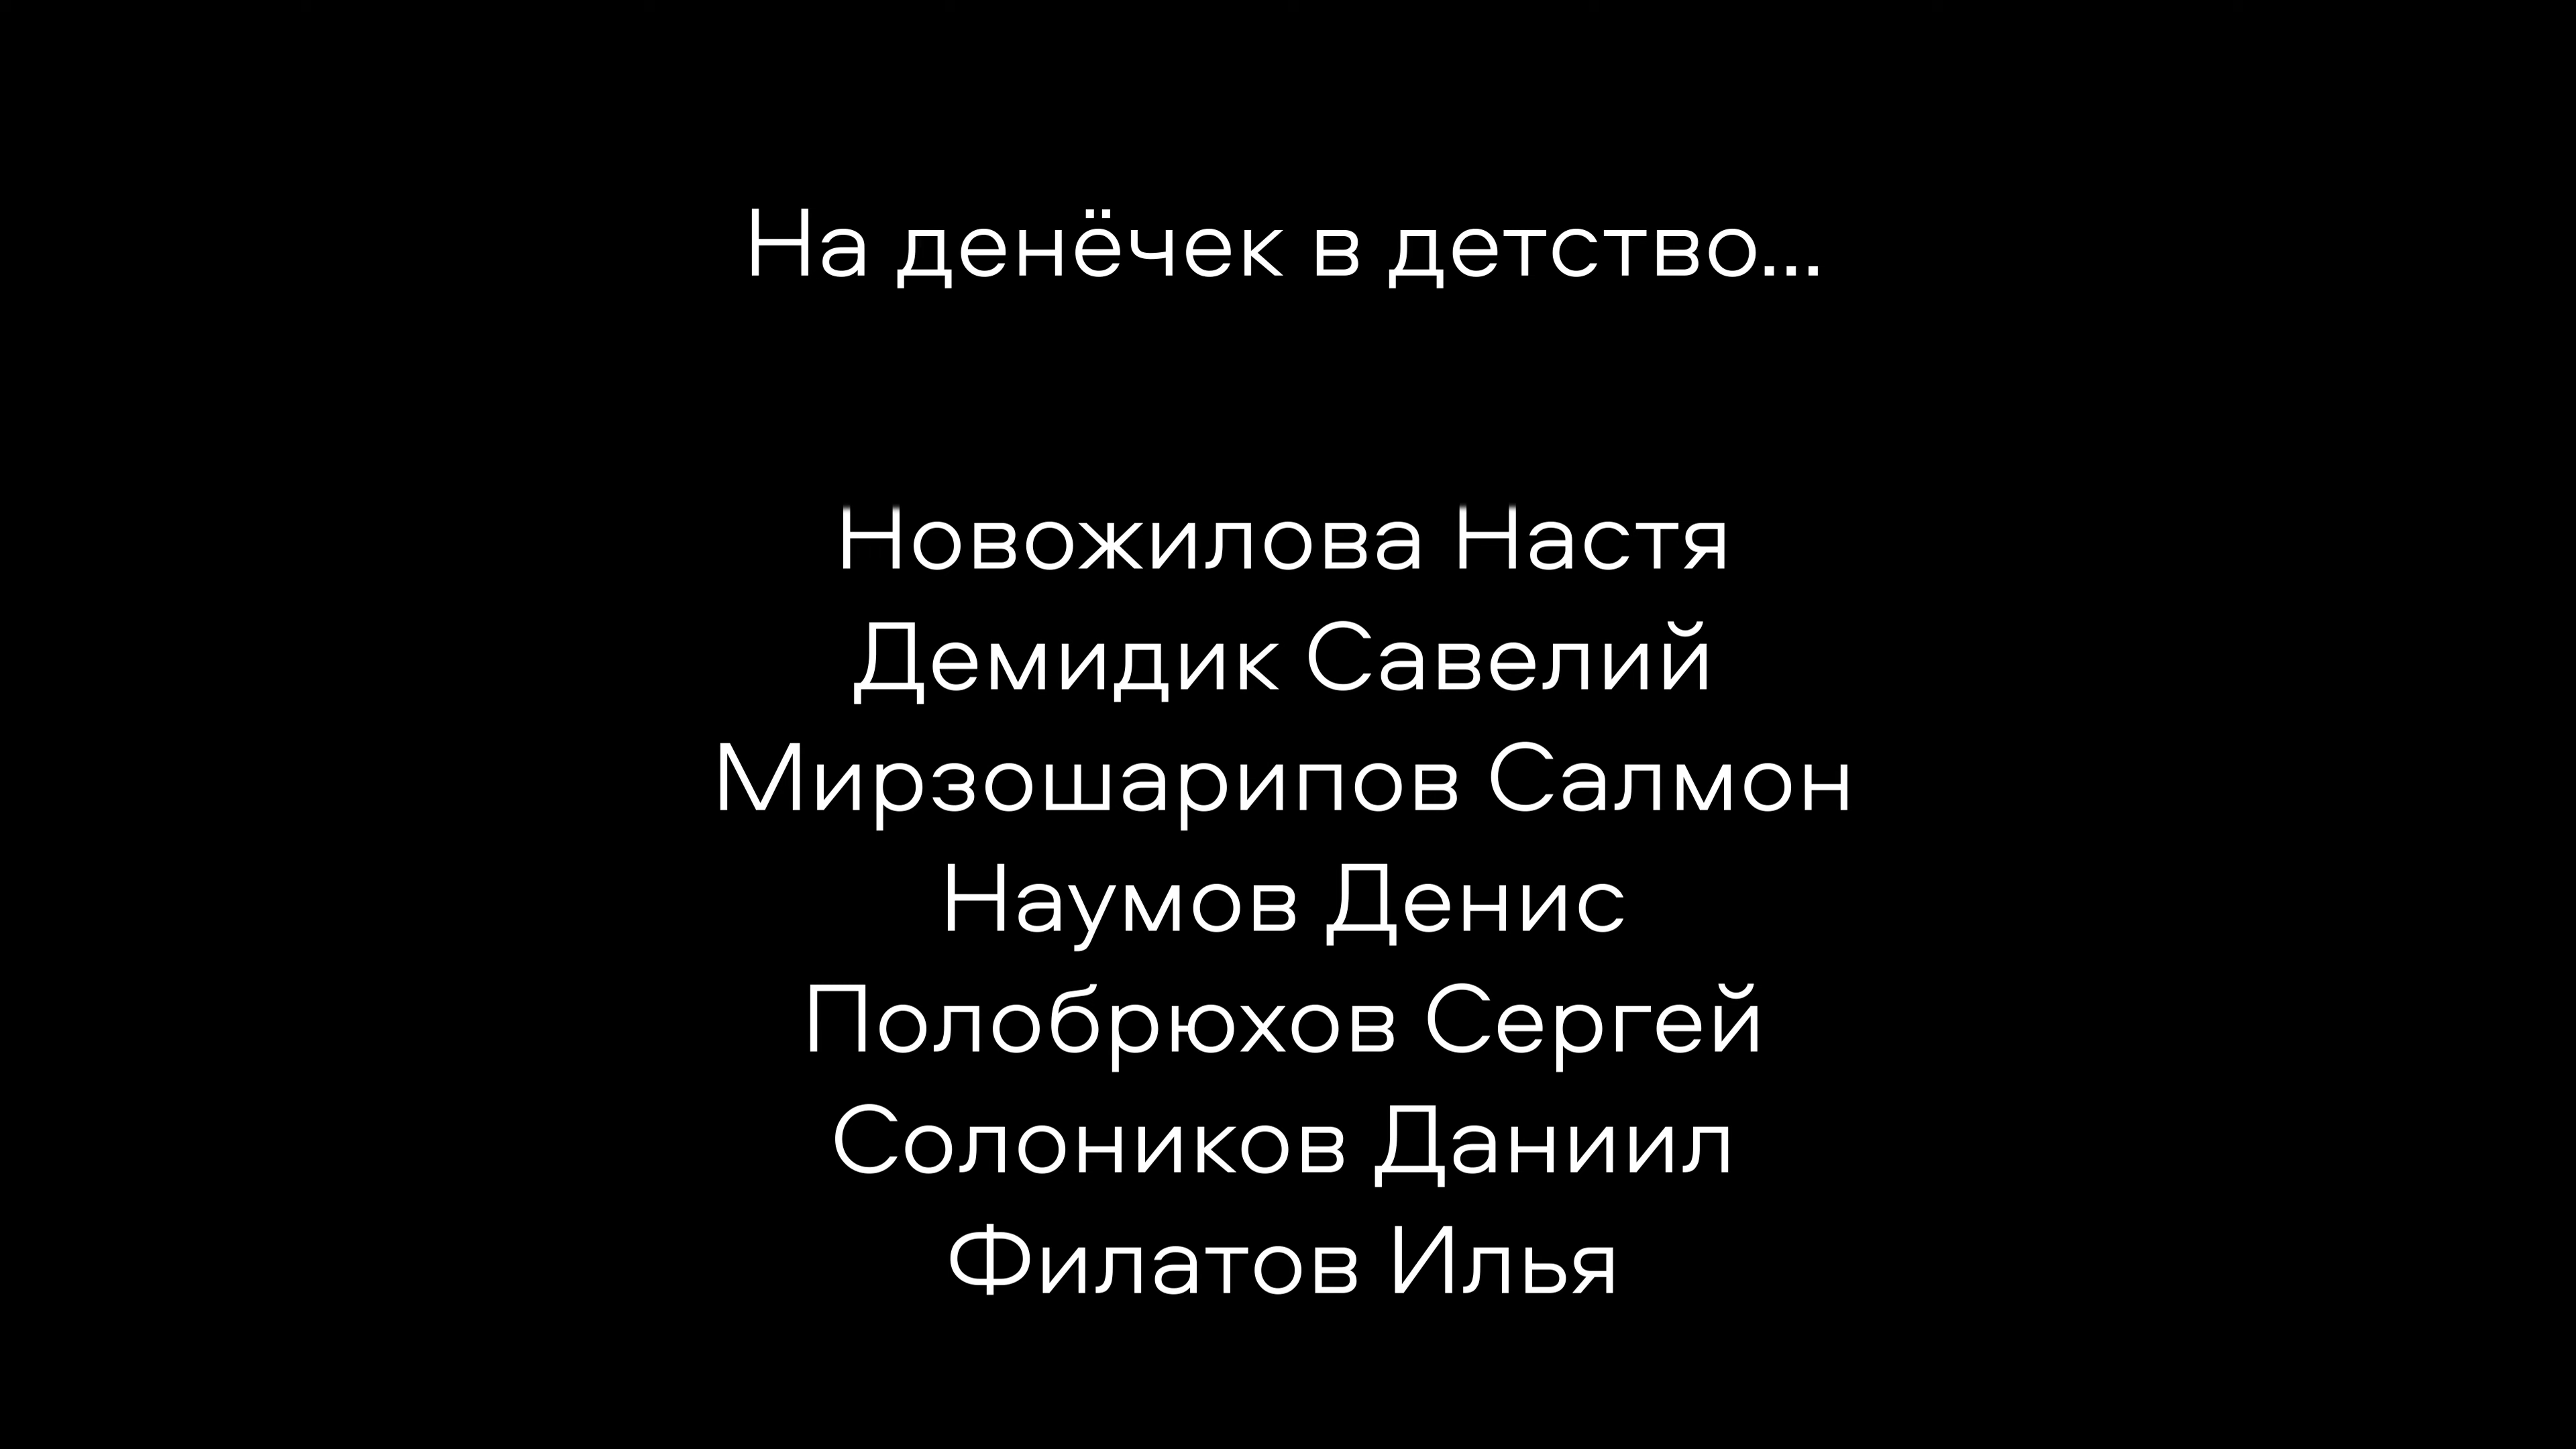 На денёчек в детство...
Новожилова Настя
Демидик Савелий
Мирзошарипов Салмон
Наумов Денис
Полобрюхов Сергей
Солоников Даниил
Филатов Илья